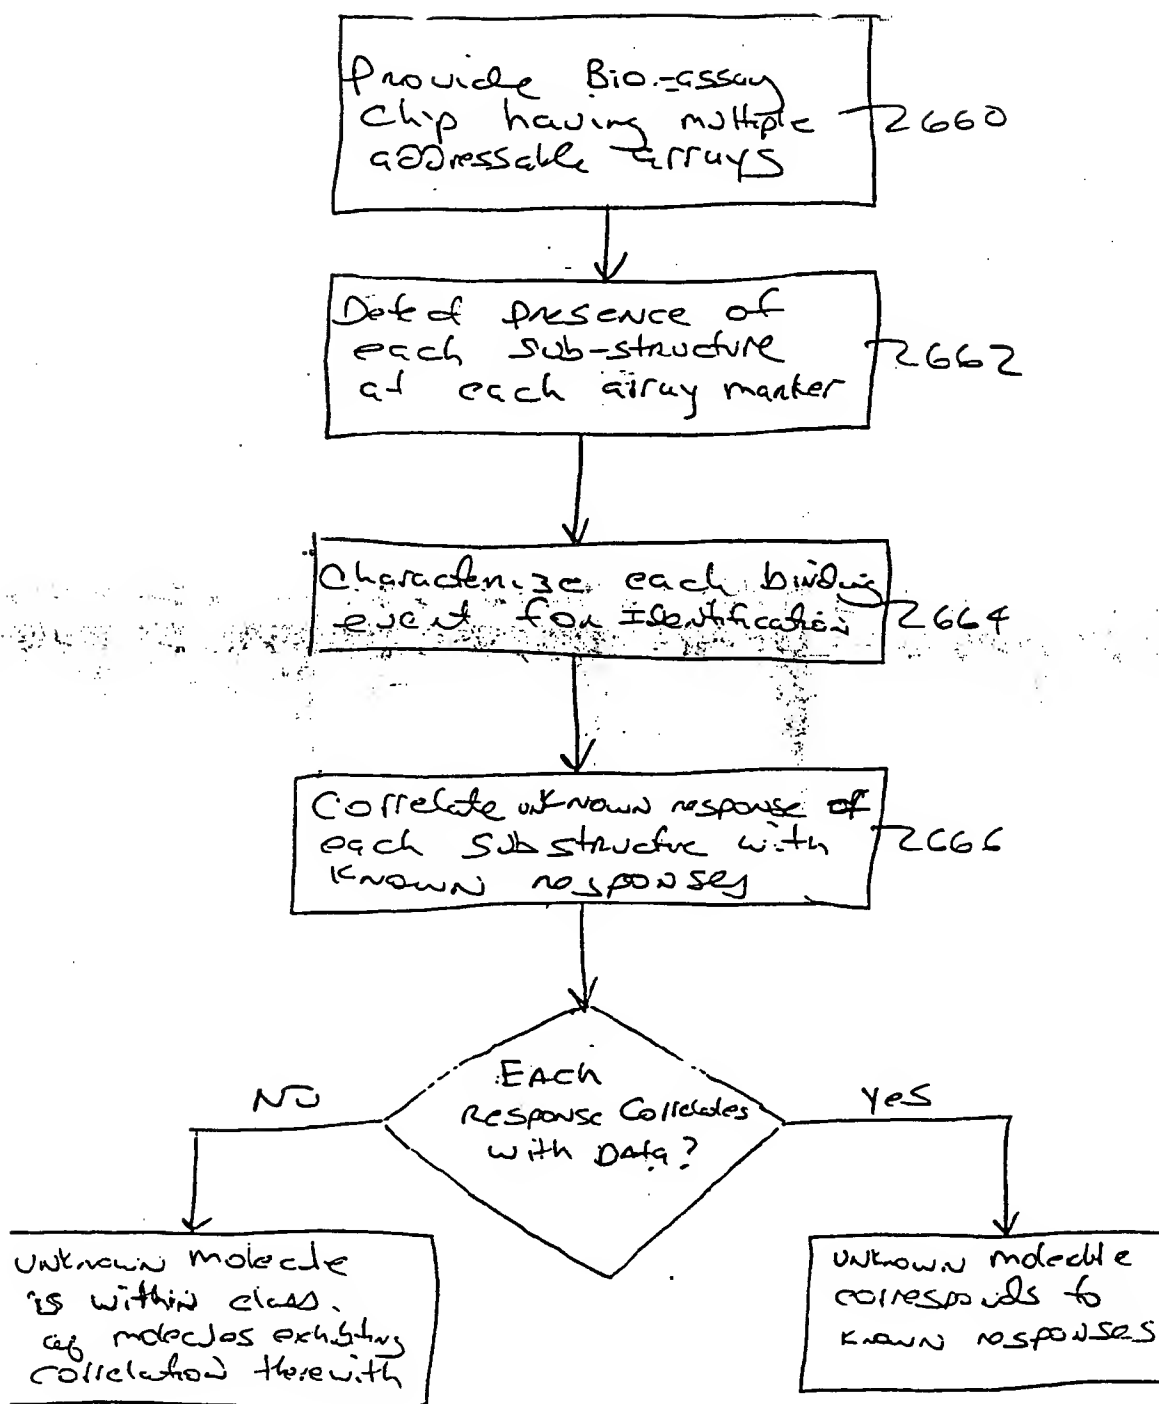 Provide Bio-assay
Chip having multiple
addressable arrays
2660
Detect presence of
each sub-structure
at each array marker
2662
Characterize each binding
event for Identification
2664
Correlate unknown response of
each Substructure with
known responses
2666
EACH
Response Correlates
with Data?
NO
Yes
unknown molecule
is within class
of molecules exhibiting
correlation therewith
unknown molecule
corresponds to
known responses